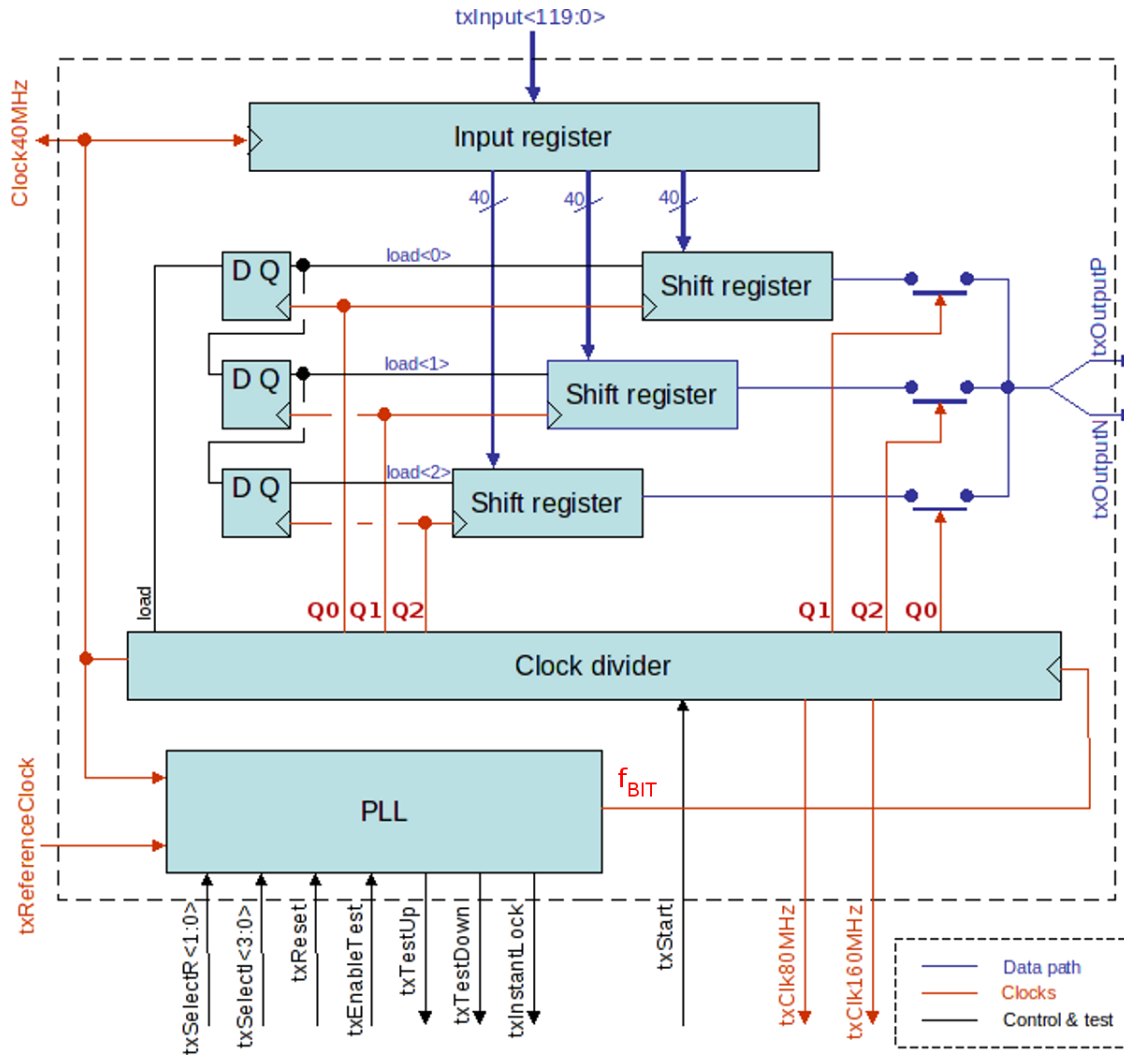 txInput<119:0>
Clock40MHz
Input register
40
40
40
load<0>
D Q
Shift register
txOutputP
load<1>
D Q
Shift register
load<2>
D Q
Shift register
txOutputN
load
Q0
Q1
Q2
Q1
Q2
Q0
Clock divider
txReferenceClock
PLL
fBIT
txSelectR<1:0>
txSelectI<3:0>
txReset
txEnableTest
txTestUp
txTestDown
txInstantLock
txStart
txClk80MHz
txClk160MHz
Data path
Clocks
Control & test